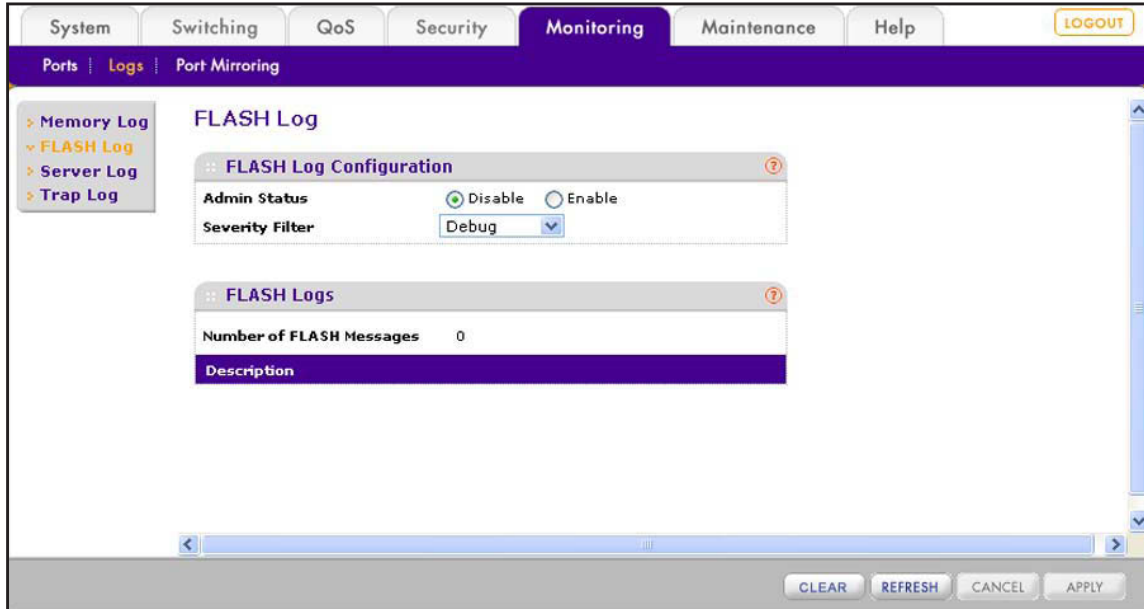 System Switching QoS Security Monitoring Maintenance Help LOGOUT
Ports Logs Port Mirroring
Memory Log
FLASH Log
Server Log
Trap Log
FLASH Log
FLASH Log Configuration
Admin Status Disable Enable
Severity Filter Debug
FLASH Logs
Number of FLASH Messages 0
Description
CLEAR REFRESH CANCEL APPLY